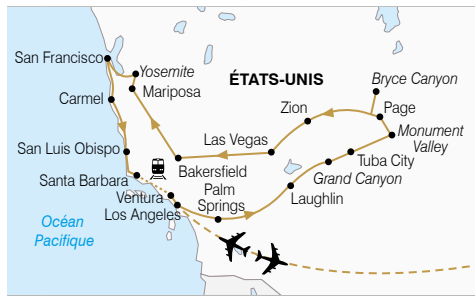 San Francisco
Yosemite
Carmel
Mariposa
ÉTATS-UNIS
Bryce Canyon
Zion
Page
Las Vegas
Monument
Valley
San Luis Obispo
Bakersfield
Tuba City
Santa Barbara
Grand Canyon
Palm
Springs
Laughlin
Ventura
Los Angeles
Océan
Pacifique